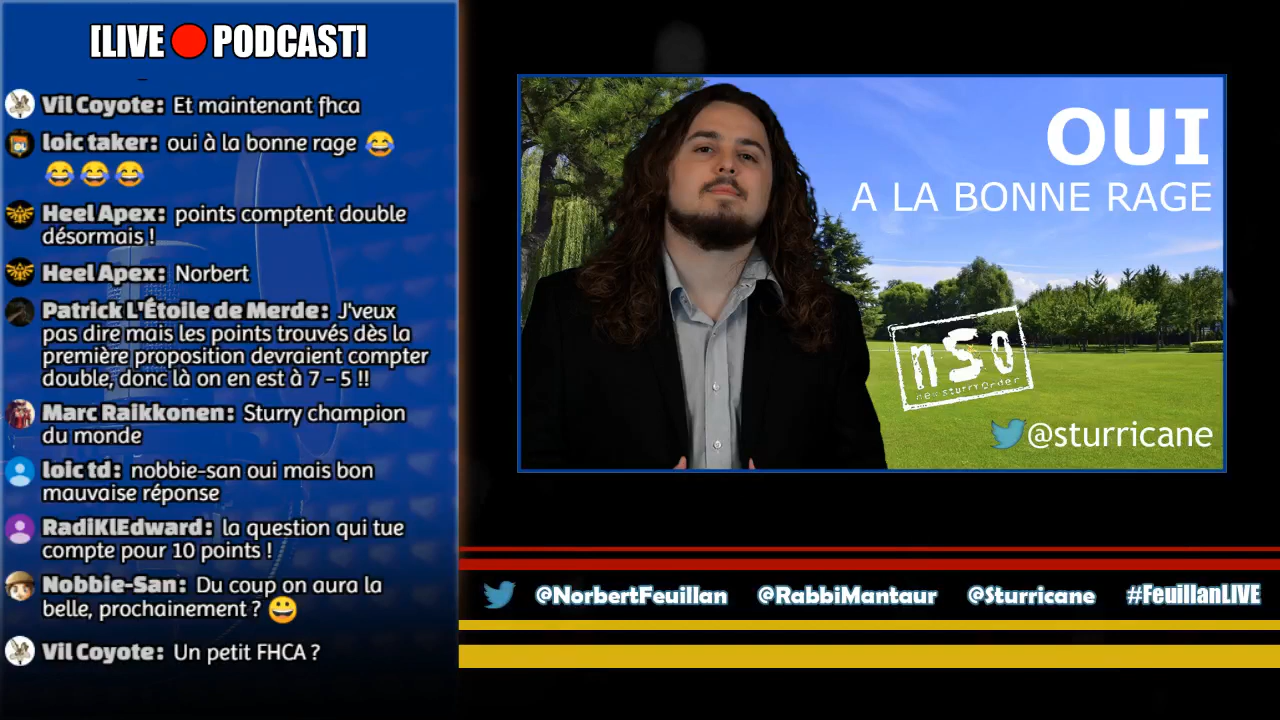 [LIVE 🔴 PODCAST]
Vil Coyote: Et maintenant fhca
loic taker: oui à la bonne rage 😂
😂😂😂
Heel Apex: points comptent double
désormais !
Heel Apex: Norbert
Patrick L'Étoile de Merde: J'veux
pas dire mais les points trouvés dès la
première proposition devraient compter
double, donc là on en est à 7 - 5 !!
Marc Raikkonen: Sturry champion
du monde
loic td: nobbie-san oui mais bon
mauvaise réponse
RadiKlEdward: la question qui tue
compte pour 10 points !
Nobbie-San: Du coup on aura la
belle, prochainement ? 😀
Vil Coyote: Un petit FHCA ?
OUI
A LA BONNE RAGE
nSo
new sturrOrder
@sturricane
@NorbertFeuillan @RabbiMantaur @Sturricane #FeuillanLIVE